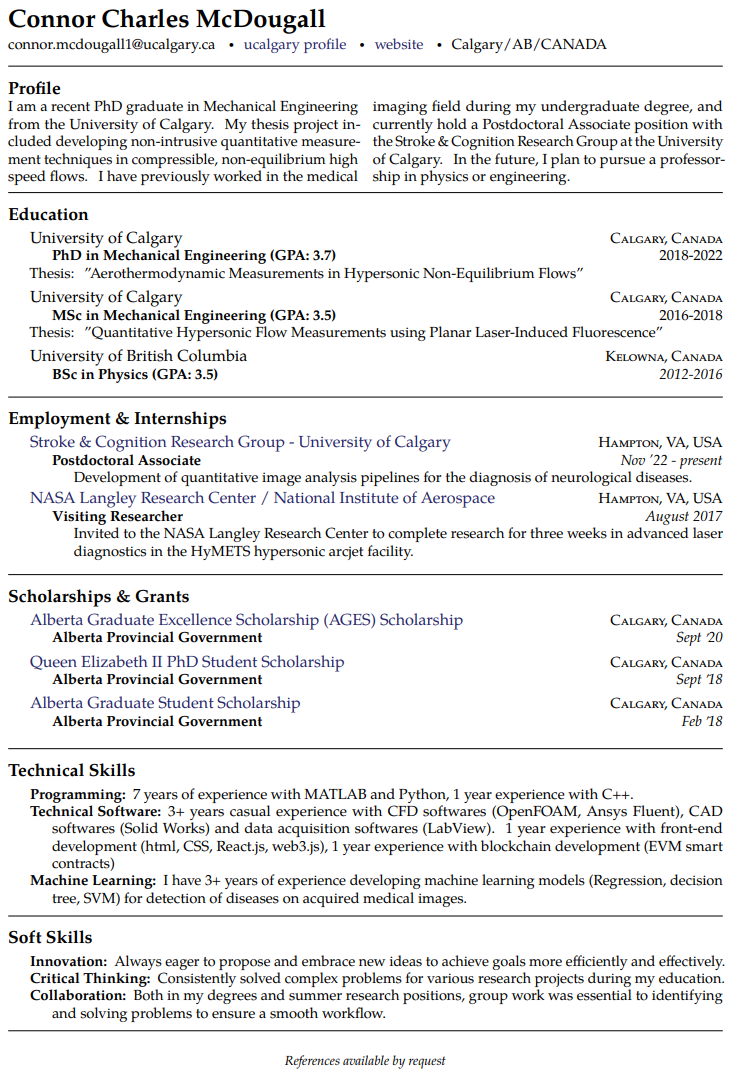 Connor Charles McDougall
connor.mcdougall1@ucalgary.ca • ucalgary profile • website • Calgary/AB/CANADA
Profile
I am a recent PhD graduate in Mechanical Engineering
from the University of Calgary. My thesis project in-
cluded developing non-intrusive quantitative measure-
ment techniques in compressible, non-equilibrium high
speed flows. I have previously worked in the medical
imaging field during my undergraduate degree, and
currently hold a Postdoctoral Associate position with
the Stroke & Cognition Research Group at the University
of Calgary. In the future, I plan to pursue a professor-
ship in physics or engineering.
Education
University of Calgary Calgary, Canada
PhD in Mechanical Engineering (GPA: 3.7) 2018-2022
Thesis: ”Aerothermodynamic Measurements in Hypersonic Non-Equilibrium Flows”
University of Calgary Calgary, Canada
MSc in Mechanical Engineering (GPA: 3.5) 2016-2018
Thesis: ”Quantitative Hypersonic Flow Measurements using Planar Laser-Induced Fluorescence”
University of British Columbia Kelowna, Canada
BSc in Physics (GPA: 3.5) 2012-2016
Employment & Internships
Stroke & Cognition Research Group - University of Calgary Hampton, VA, USA
Postdoctoral Associate Nov ’22 - present
Development of quantitative image analysis pipelines for the diagnosis of neurological diseases.
NASA Langley Research Center / National Institute of Aerospace Hampton, VA, USA
Visiting Researcher August 2017
Invited to the NASA Langley Research Center to complete research for three weeks in advanced laser
diagnostics in the HyMETS hypersonic arcjet facility.
Scholarships & Grants
Alberta Graduate Excellence Scholarship (AGES) Scholarship Calgary, Canada
Alberta Provincial Government Sept ’20
Queen Elizabeth II PhD Student Scholarship Calgary, Canada
Alberta Provincial Government Sept ’18
Alberta Graduate Student Scholarship Calgary, Canada
Alberta Provincial Government Feb ’18
Technical Skills
Programming: 7 years of experience with MATLAB and Python, 1 year experience with C++.
Technical Software: 3+ years casual experience with CFD softwares (OpenFOAM, Ansys Fluent), CAD
softwares (Solid Works) and data acquisition softwares (LabView). 1 year experience with front-end
development (html, CSS, React.js, web3.js), 1 year experience with blockchain development (EVM smart
contracts)
Machine Learning: I have 3+ years of experience developing machine learning models (Regression, decision
tree, SVM) for detection of diseases on acquired medical images.
Soft Skills
Innovation: Always eager to propose and embrace new ideas to achieve goals more efficiently and effectively.
Critical Thinking: Consistently solved complex problems for various research projects during my education.
Collaboration: Both in my degrees and summer research positions, group work was essential to identifying
and solving problems to ensure a smooth workflow.
References available by request